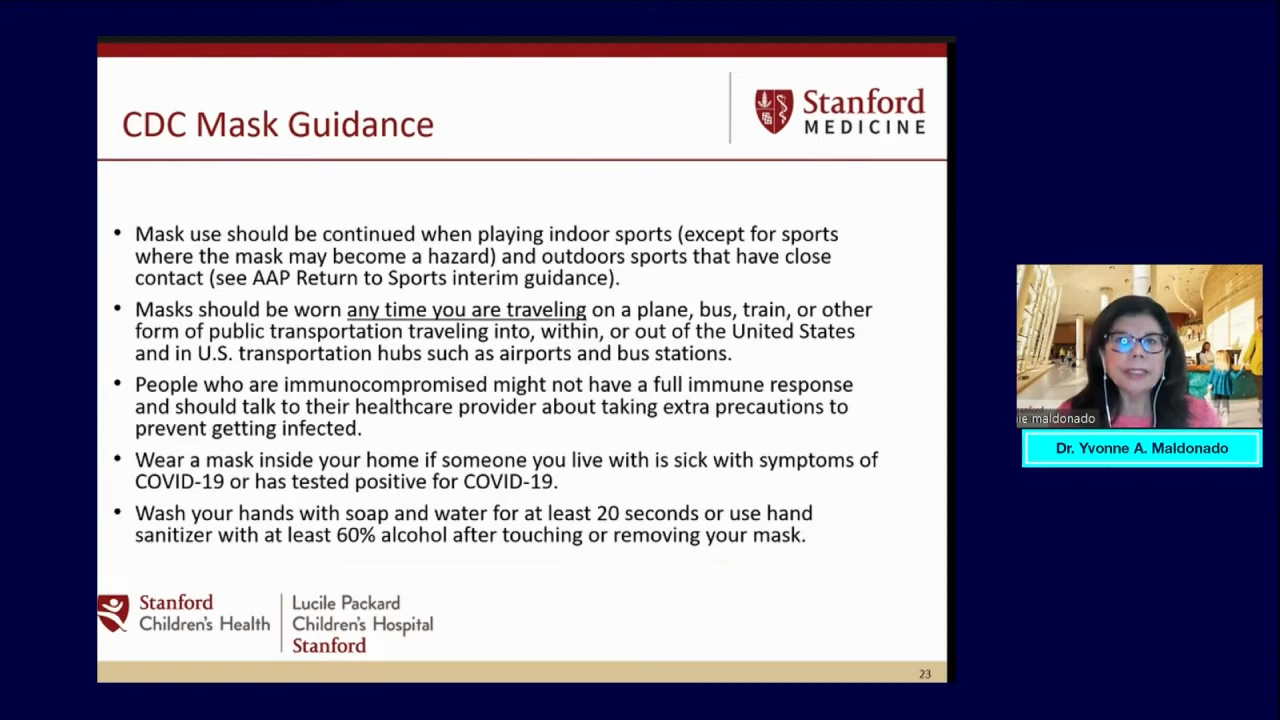 CDC Mask Guidance
Stanford
MEDICINE
• Mask use should be continued when playing indoor sports (except for sports
where the mask may become a hazard) and outdoors sports that have close
contact (see AAP Return to Sports interim guidance).
• Masks should be worn any time you are traveling on a plane, bus, train, or other
form of public transportation traveling into, within, or out of the United States
and in U.S. transportation hubs such as airports and bus stations.
• People who are immunocompromised might not have a full immune response
and should talk to their healthcare provider about taking extra precautions to
prevent getting infected.
• Wear a mask inside your home if someone you live with is sick with symptoms of
COVID-19 or has tested positive for COVID-19.
• Wash your hands with soap and water for at least 20 seconds or use hand
sanitizer with at least 60% alcohol after touching or removing your mask.
Stanford
Children's Health
Lucile Packard
Children's Hospital
Stanford
23
maldonado
Dr. Yvonne A. Maldonado